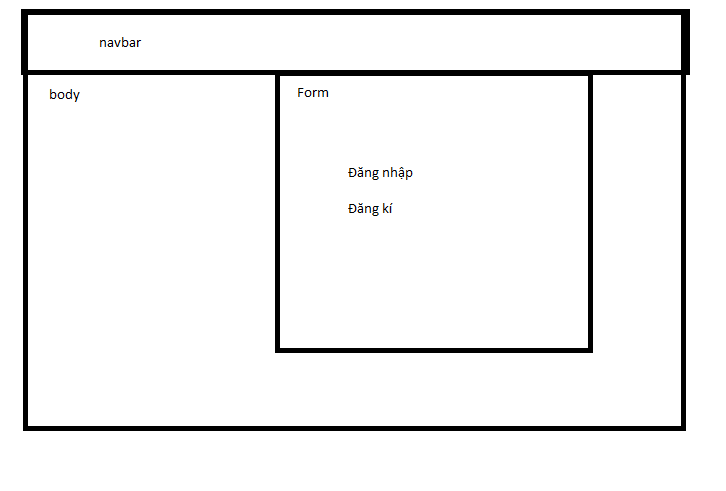 navbar
body
Form
Đăng nhập
Đăng kí